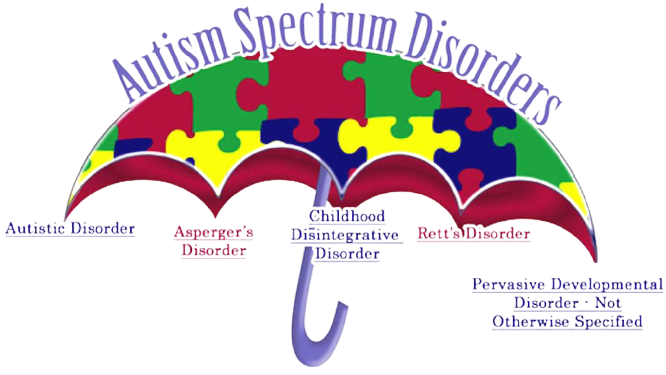 Autism Spectrum Disorders
Autistic Disorder
Asperger's
Disorder
Childhood
Disintegrative
Disorder
Rett's Disorder
Pervasive Developmental
Disorder · Not
Otherwise Specified